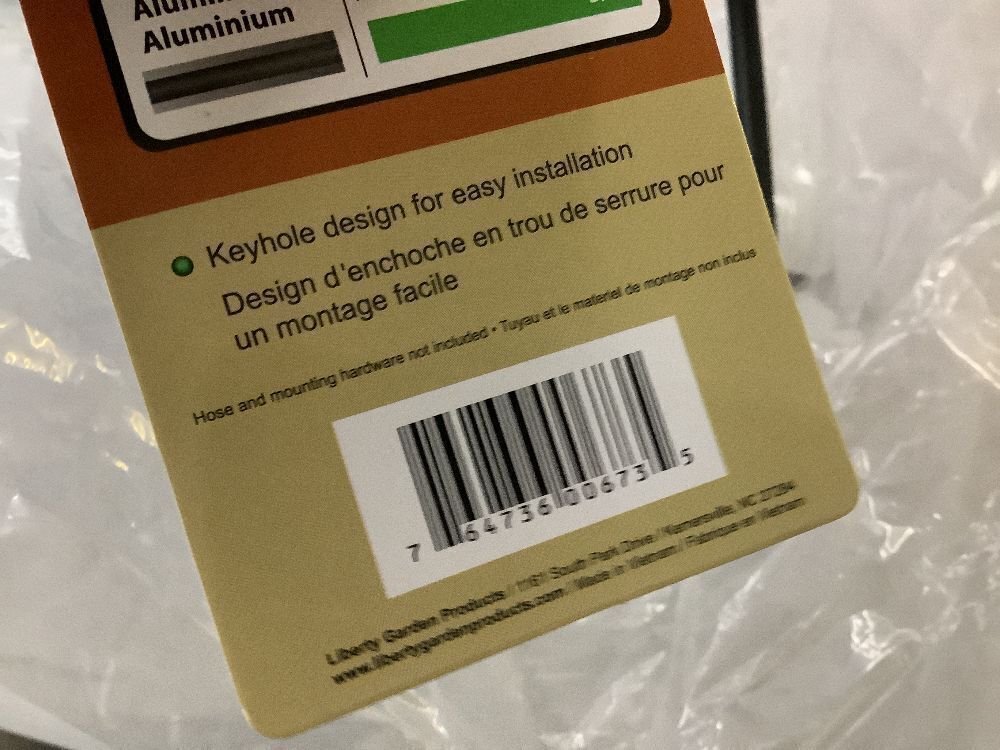 Aluminium
Keyhole design for easy installation
Design d'enchoche en trou de serrure pour
un montage facile
Hose and mounting hardware not included • Tuyau et le materiel de montage non inclus
7 64736 00673 5
Liberty Garden Products / 1161 South Park Drive / Kernersville, NC 27284
www.libertygardenproducts.com / Made in Vietnam / Fabriqué en Vietnam